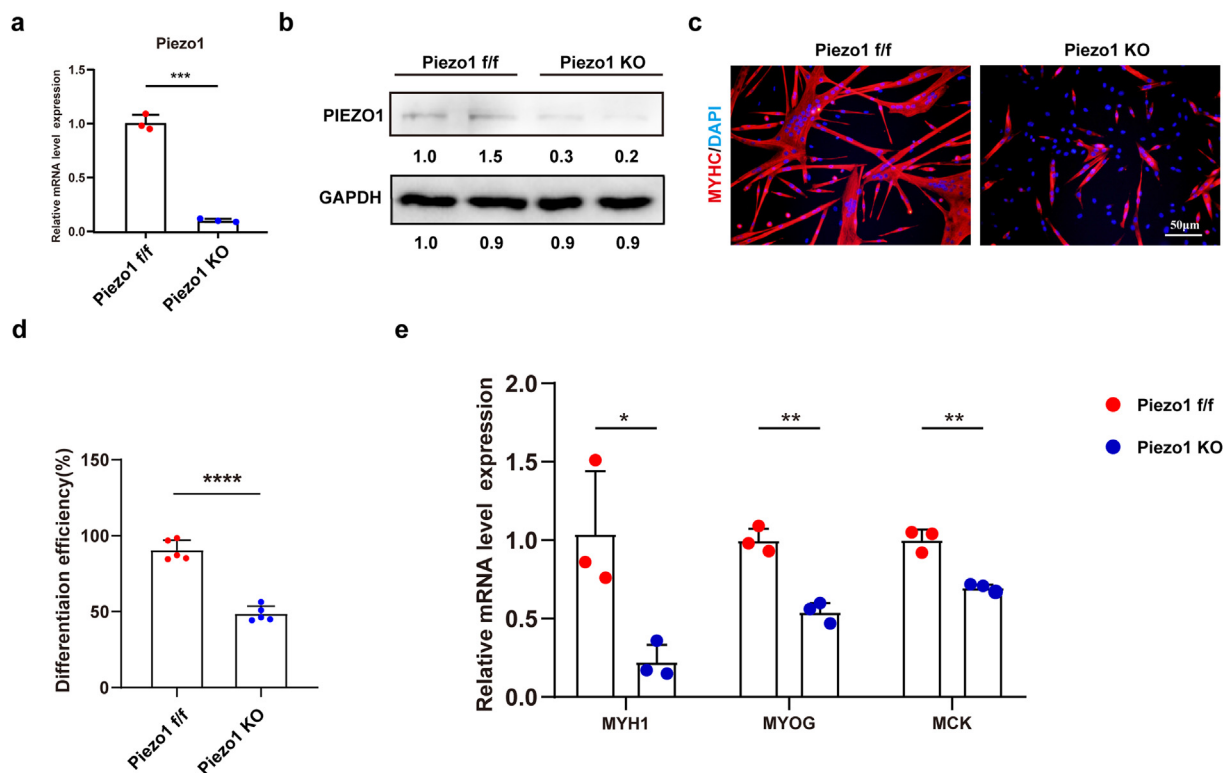 a
Piezo1
***
Relative mRNA level expression
1.5
1.0
0.5
0.0
Piezo1 f/f
Piezo1 KO
b
Piezo1 f/f Piezo1 KO
PIEZO1
1.0 1.5 0.3 0.2
GAPDH
1.0 0.9 0.9 0.9
c
Piezo1 f/f Piezo1 KO
MYHC/DAPI
50μm
d
Differentiaion efficiency(%)
150
100
50
0
****
Piezo1 f/f
Piezo1 KO
e
Relative mRNA level expression
2.0
1.5
1.0
0.5
0.0
* ** **
MYH1 MYOG MCK
Piezo1 f/f
Piezo1 KO